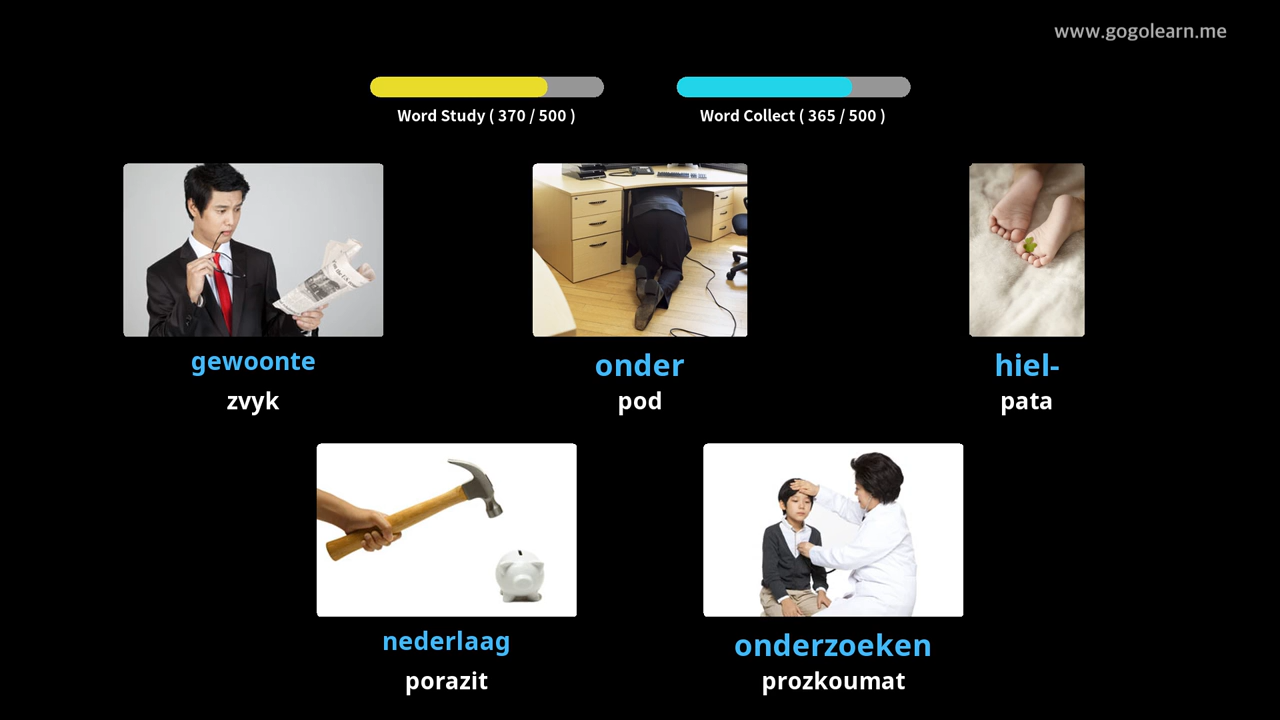 www.gogolearn.me
Word Study ( 370 / 500 )
Word Collect ( 365 / 500 )
gewoonte
zvyk
onder
pod
hiel-
pata
nederlaag
porazit
onderzoeken
prozkoumat